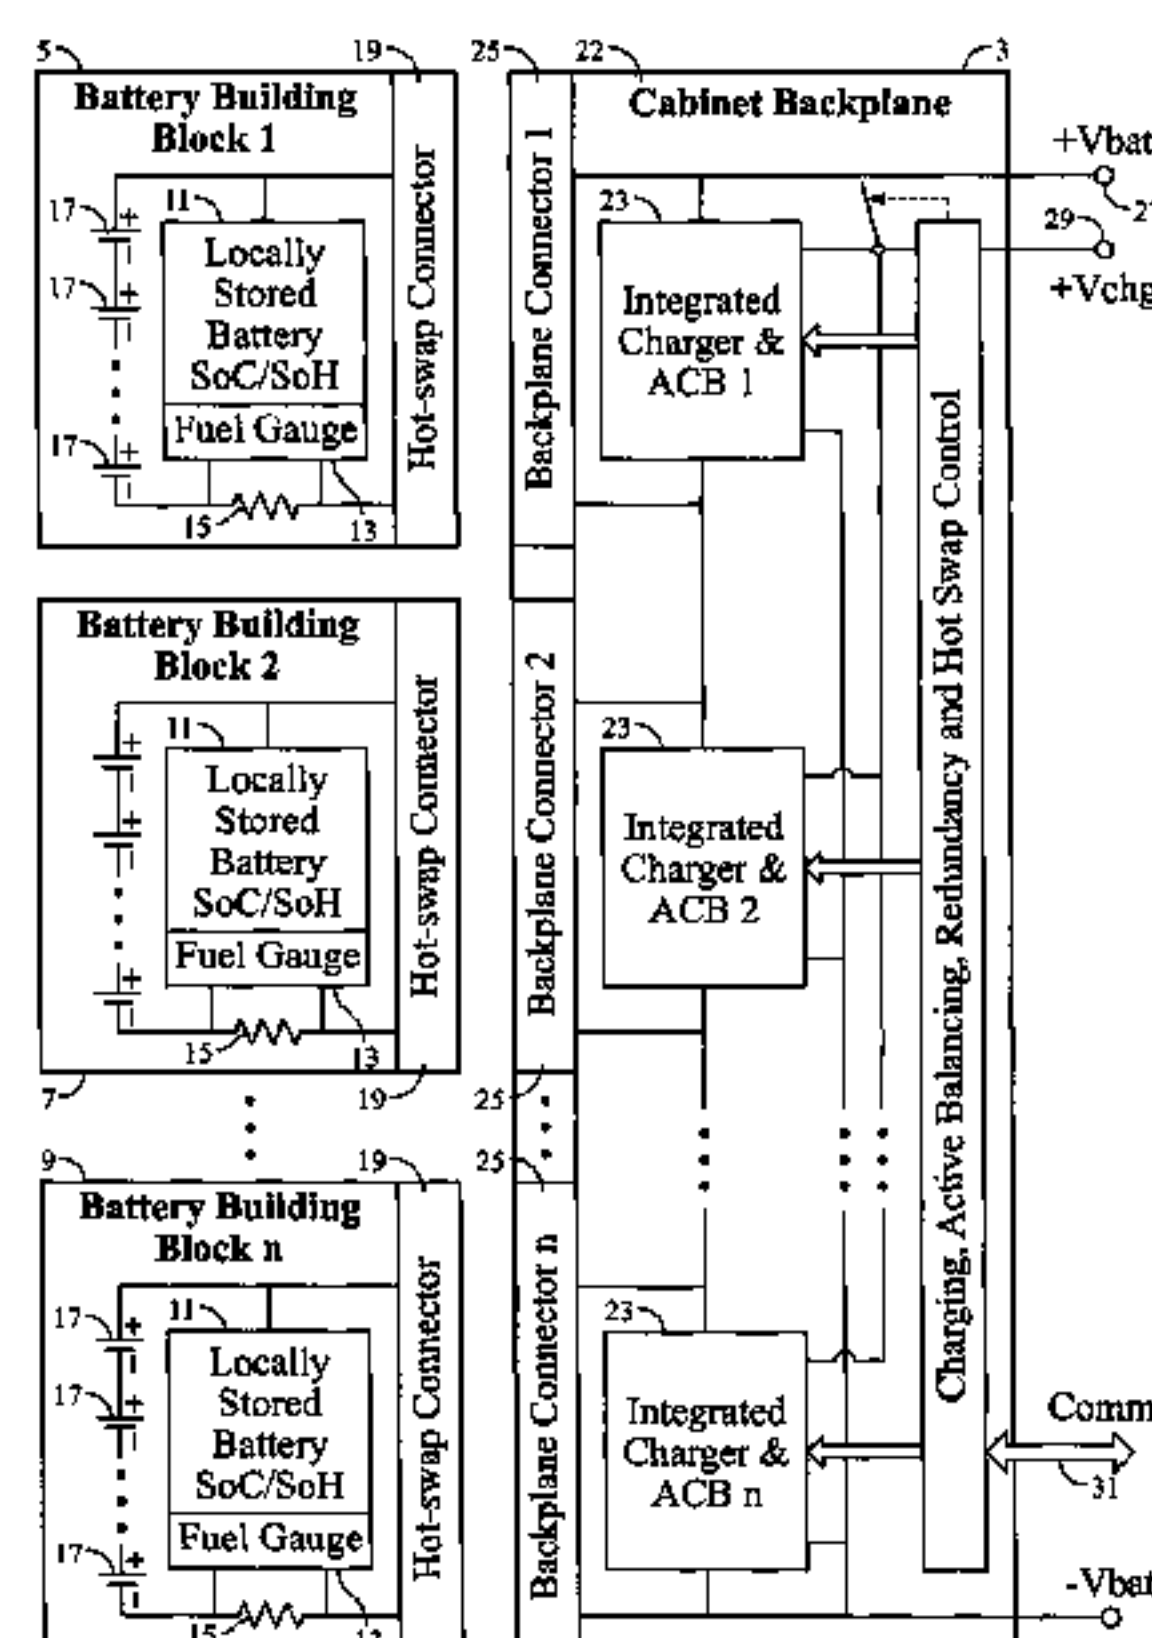 5
19
25
22
3
Battery Building
Block 1
Cabinet Backplane
+Vbat
11
17
+
-
17
+
-
17
+
-
Locally
Stored
Battery
SoC/SoH
Fuel Gauge
15
13
Hot-swap Connector
Backplane Connector 1
23
Integrated
Charger &
ACB 1
29
+Vchg
Battery Building
Block 2
11
+
-
+
-
+
-
Locally
Stored
Battery
SoC/SoH
Fuel Gauge
15
13
Hot-swap Connector
Backplane Connector 2
23
Integrated
Charger &
ACB 2
Charging, Active Balancing, Redundancy and Hot Swap Control
7
19
25
9
19
25
Battery Building
Block n
11
17
+
-
17
+
-
17
+
-
Locally
Stored
Battery
SoC/SoH
Fuel Gauge
15
13
Hot-swap Connector
Backplane Connector n
23
Integrated
Charger &
ACB n
Comm
31
-Vbat